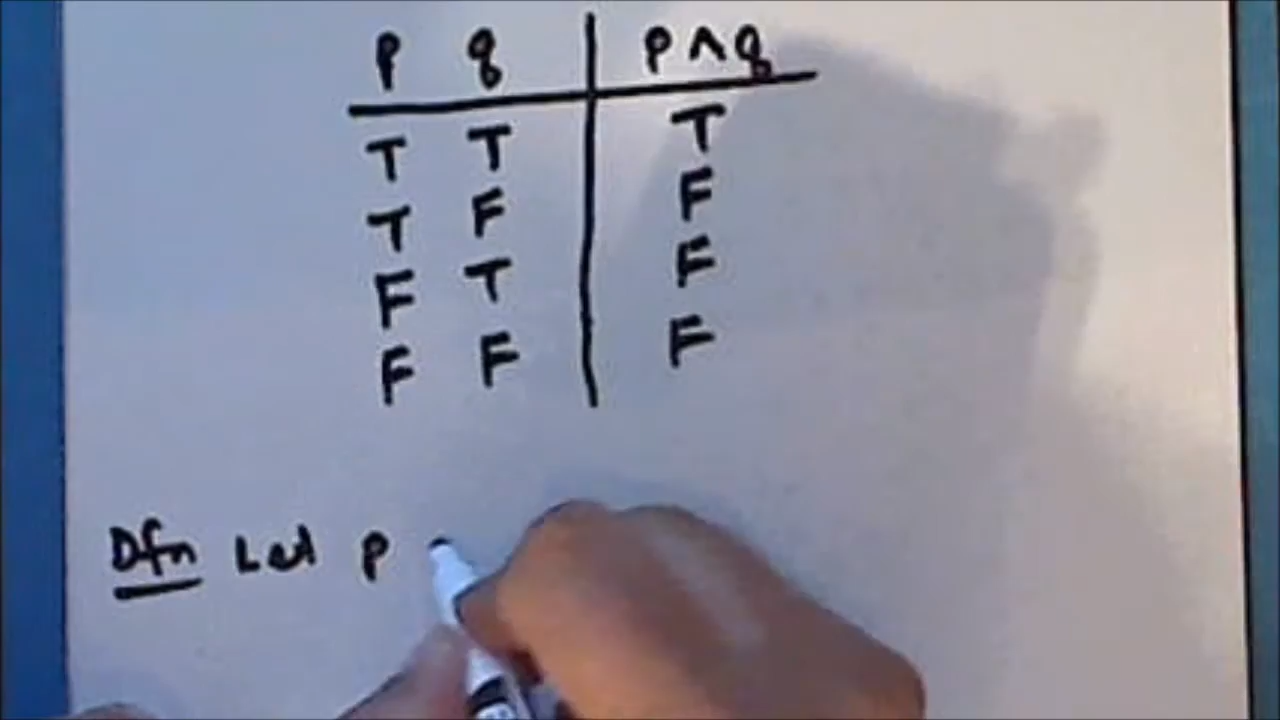 p q p ∧ q
T T T
T F F
F T F
F F F
Dfn Let p